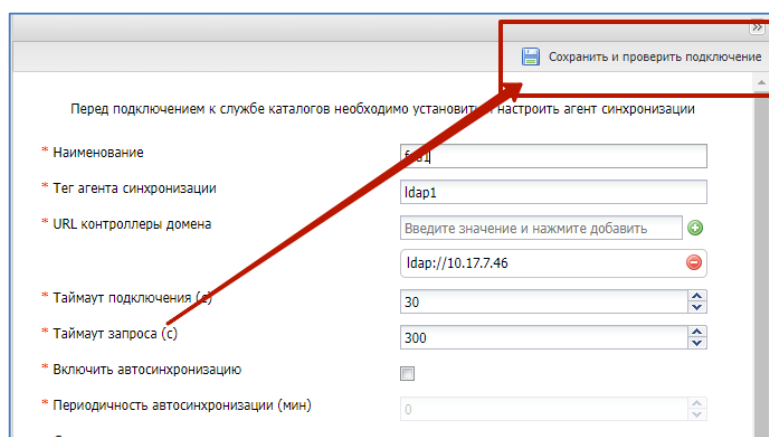 Сохранить и проверить подключение
Перед подключением к службе каталогов необходимо установить и настроить агент синхронизации
* Наименование
* Тег агента синхронизации
ldap1
* URL контроллеры домена
Введите значение и нажмите добавить
ldap://10.17.7.46
* Таймаут подключения (с)
30
* Таймаут запроса (с)
300
* Включить автосинхронизацию
* Периодичность автосинхронизации (мин)
0